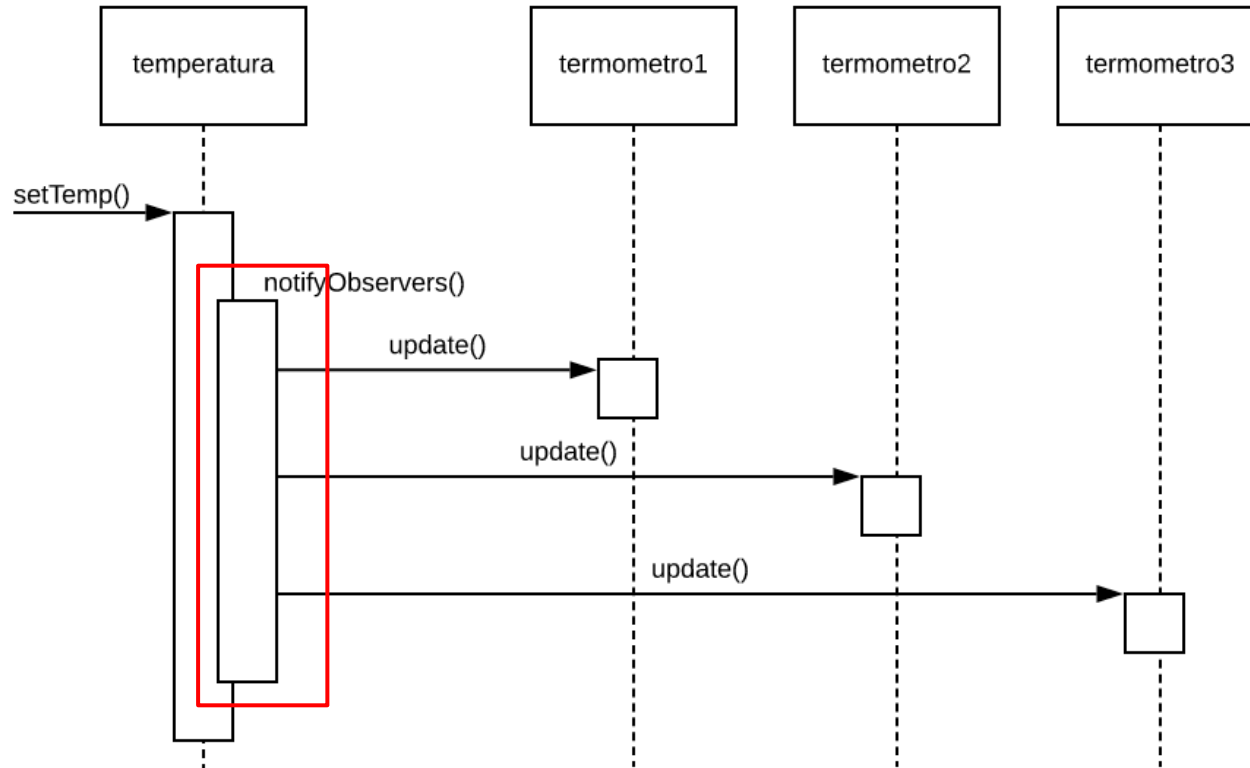 temperatura
termometro1
termometro2
termometro3
setTemp()
notifyObservers()
update()
update()
update()